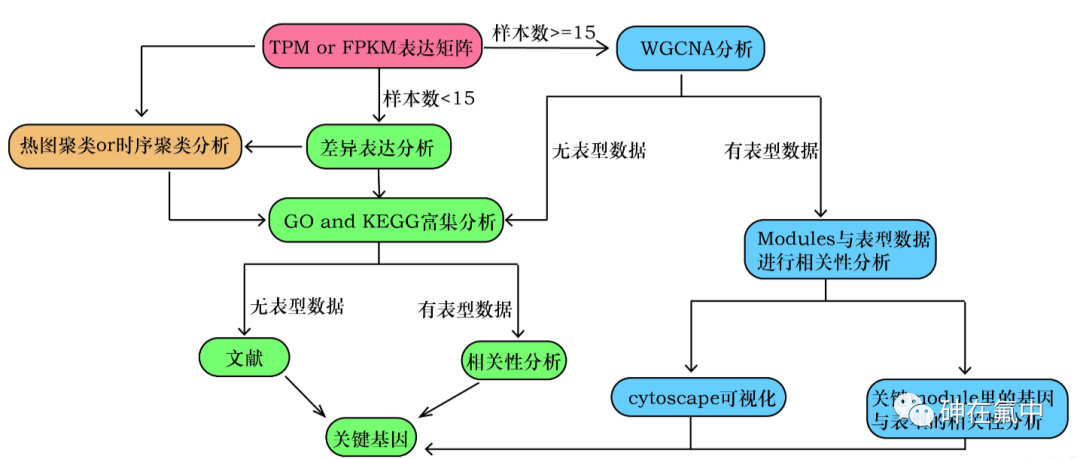 TPM or FPKM表达矩阵
样本数>=15
WGCNA分析
样本数<15
热图聚类or时序聚类分析
差异表达分析
无表型数据
有表型数据
GO and KEGG富集分析
Modules与表型数据
进行相关性分析
无表型数据
有表型数据
文献
相关性分析
cytoscape可视化
关键module里的基因
与表型的相关性分析
砷在氟中
关键基因